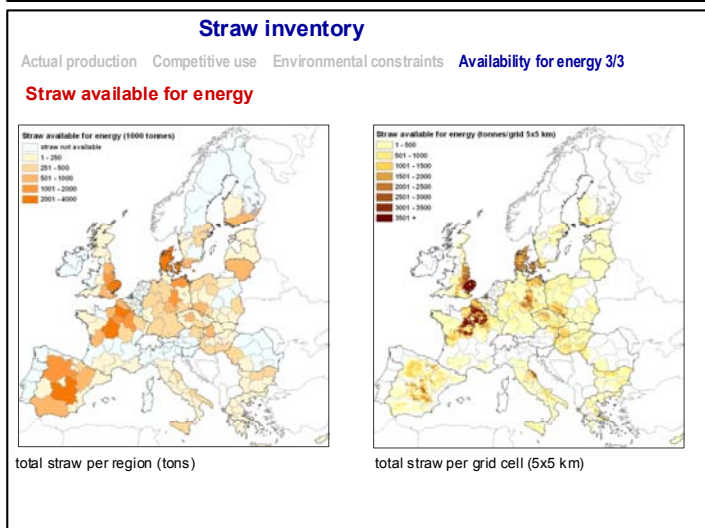 Straw inventory
Actual production Competitive use Environmental constraints Availability for energy 3/3
Straw available for energy
Straw available for energy (1000 tonnes)
straw not available
1 - 250
251 - 500
501 - 1000
1001 - 2000
2001 - 4000
Straw available for energy (tonnes/grid 5x5 km)
1 - 500
501 - 1000
1001 - 1500
1501 - 2000
2001 - 2500
2501 - 3000
3001 - 3500
3501 +
total straw per region (tons)
total straw per grid cell (5x5 km)